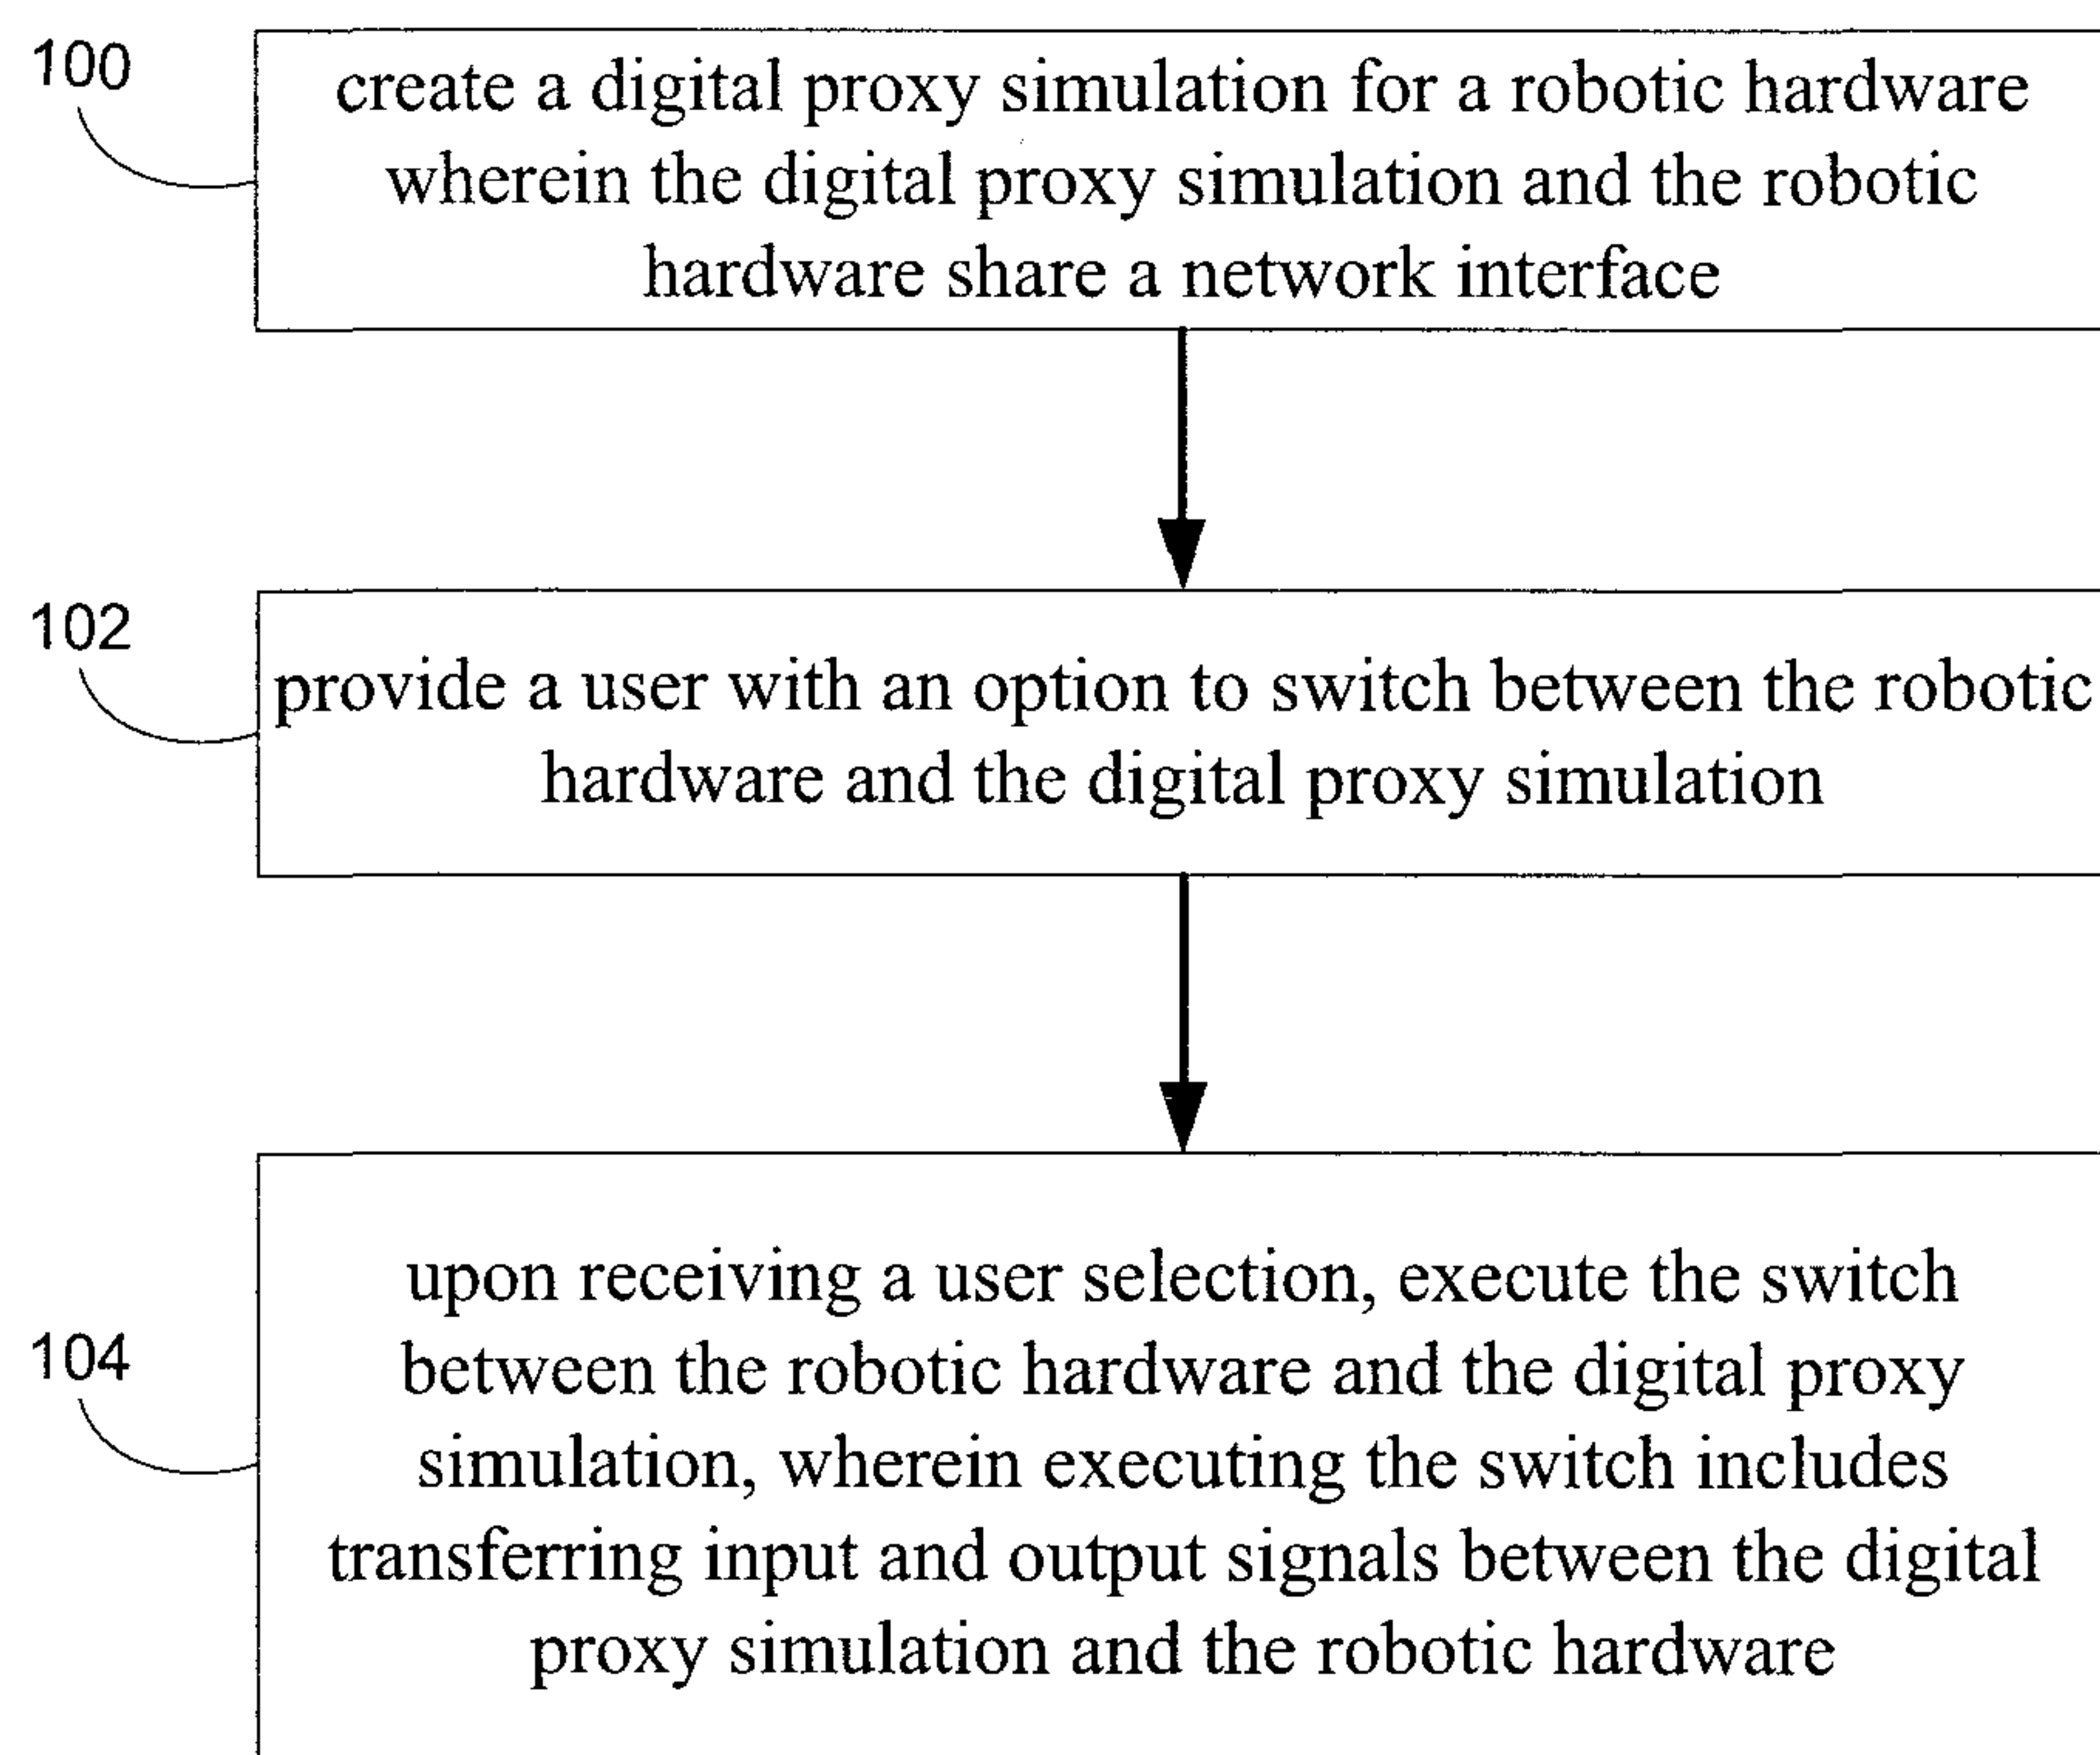 100
create a digital proxy simulation for a robotic hardware
wherein the digital proxy simulation and the robotic
hardware share a network interface
102
provide a user with an option to switch between the robotic
hardware and the digital proxy simulation
104
upon receiving a user selection, execute the switch
between the robotic hardware and the digital proxy
simulation, wherein executing the switch includes
transferring input and output signals between the digital
proxy simulation and the robotic hardware